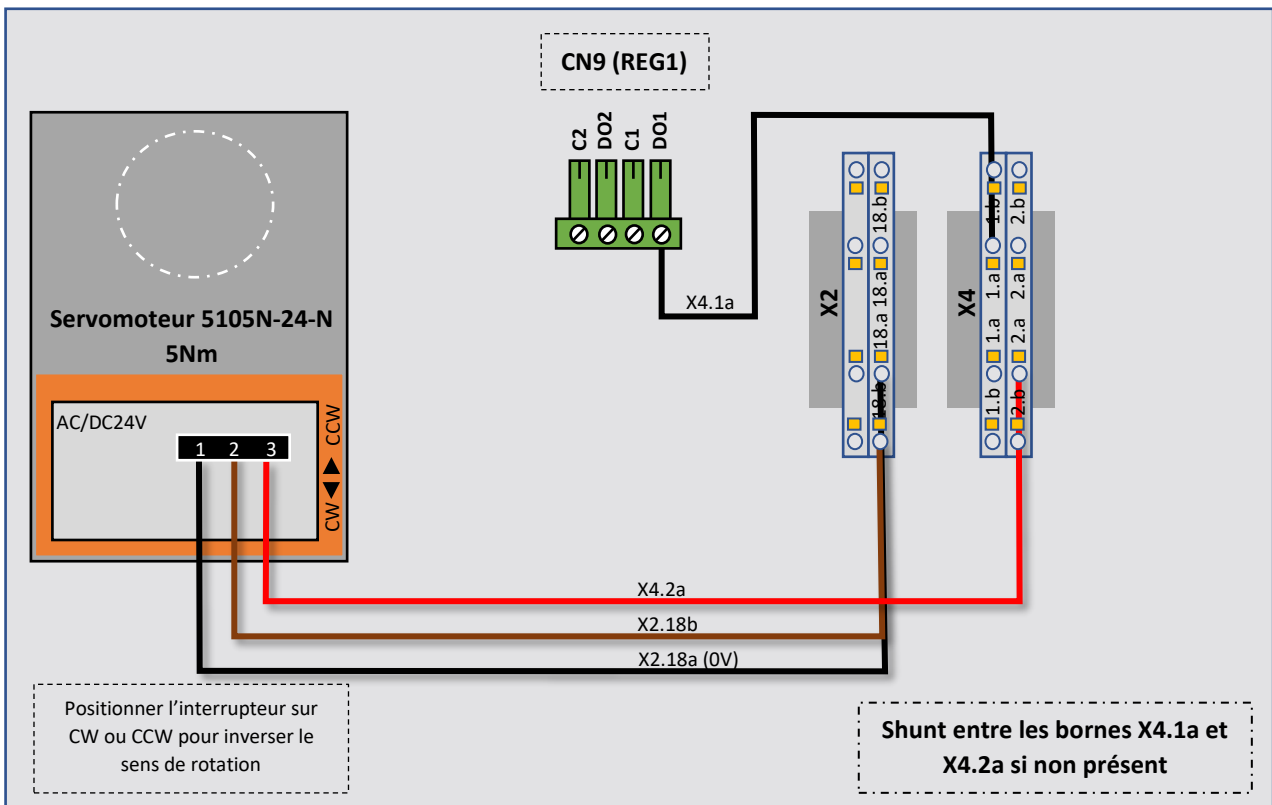 CN9 (REG1)
C2
DO2
C1
DO1
X4.1a
X2
18.b
18.a
18.a
18.b
X4
1.b
2.b
1.a
2.a
1.a
2.a
1.b
2.b
Servomoteur 5105N-24-N
5Nm
AC/DC24V
1 2 3
CW ◀▶ CCW
X4.2a
X2.18b
X2.18a (0V)
Positionner l’interrupteur sur
CW ou CCW pour inverser le
sens de rotation
Shunt entre les bornes X4.1a et
X4.2a si non présent